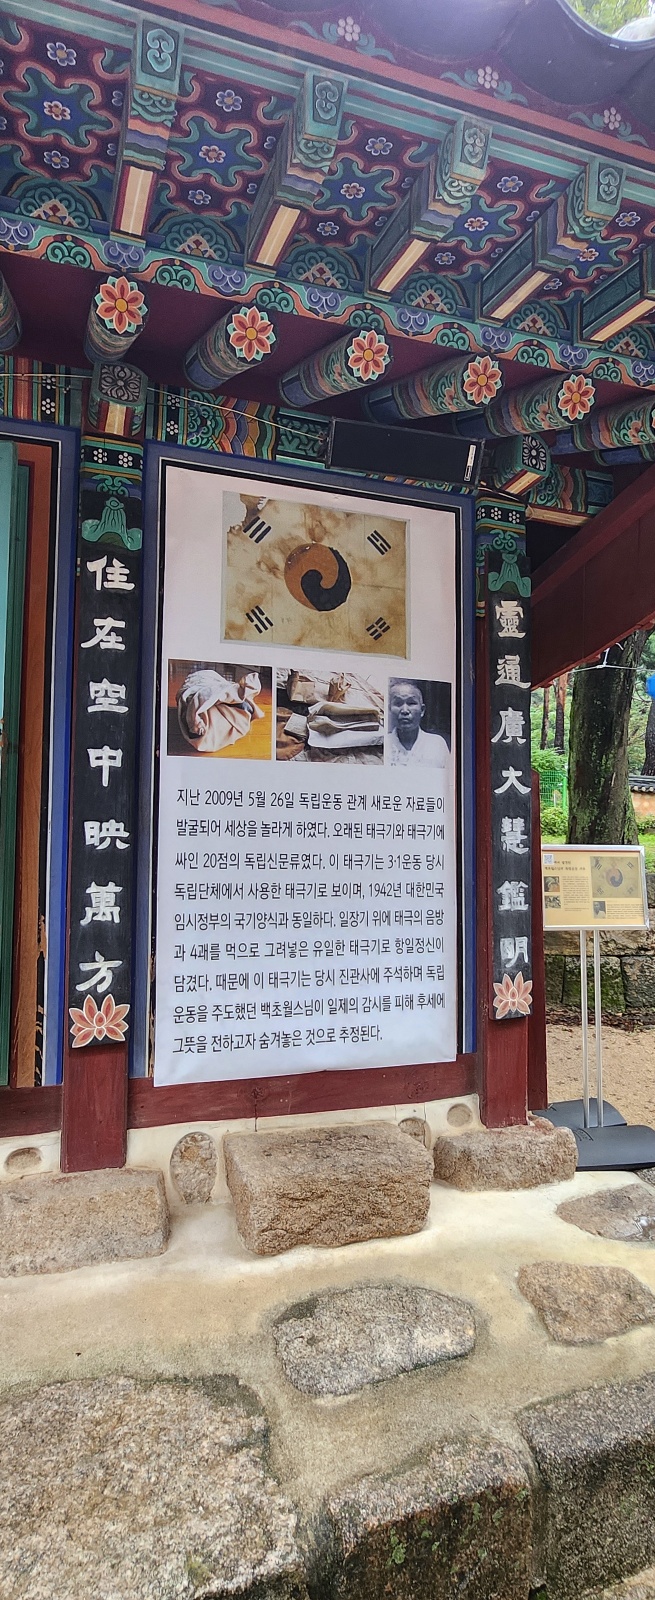 住在空中映萬方
지난 2009년 5월 26일 독립운동 관계 새로운 자료들이
발굴되어 세상을 놀라게 하였다. 오래된 태극기와 태극기에
싸인 20점의 독립신문류였다. 이 태극기는 3·1운동 당시
독립단체에서 사용한 태극기로 보이며, 1942년 대한민국
임시정부의 국기양식과 동일하다. 일장기 위에 태극의 음방
과 4괘를 먹으로 그려넣은 유일한 태극기로 항일정신이
담겼다. 때문에 이 태극기는 당시 진관사에 주석하며 독립
운동을 주도했던 백초월스님이 일제의 감시를 피해 후세에
그뜻을 전하고자 숨겨놓은 것으로 추정된다.
靈通廣大慧鑑明